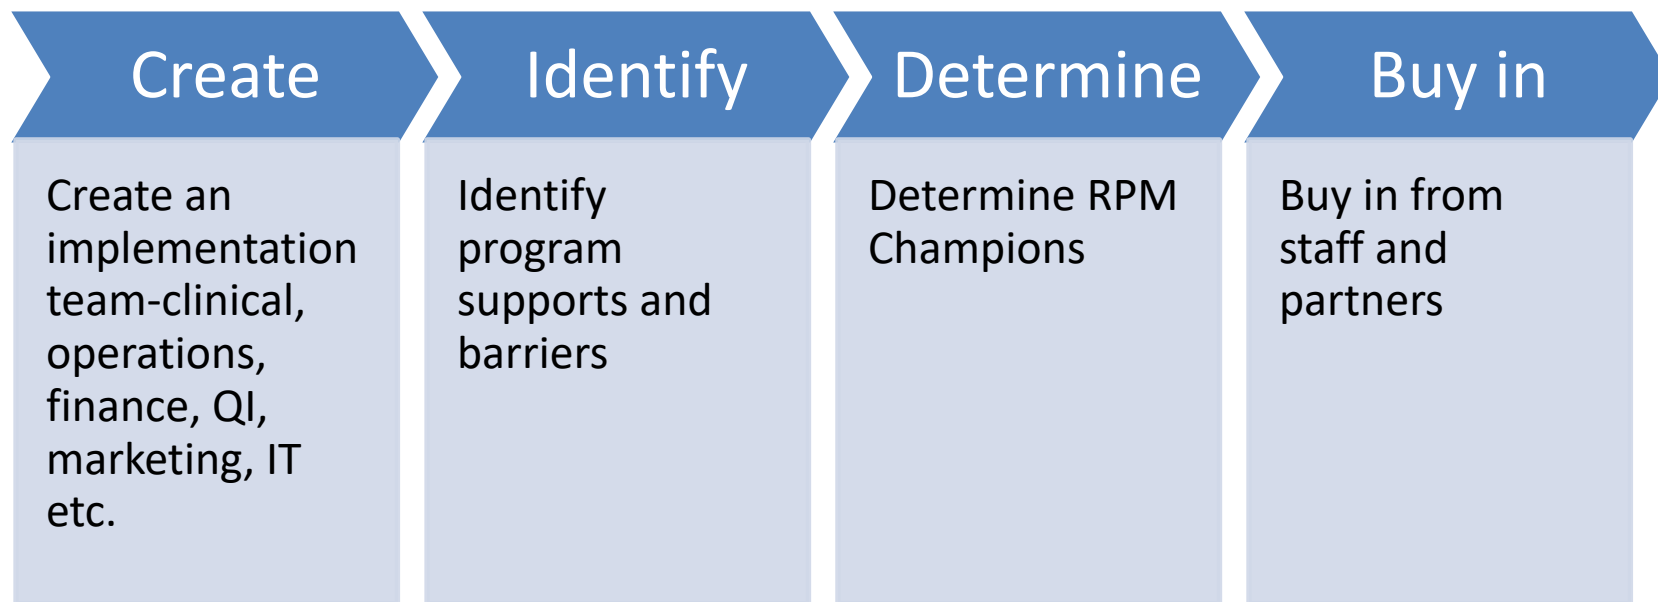 Create
Identify
Determine
Buy in
Create an
implementation
team-clinical,
operations,
finance, QI,
marketing, IT
etc.
Identify
program
supports and
barriers
Determine RPM
Champions
Buy in from
staff and
partners